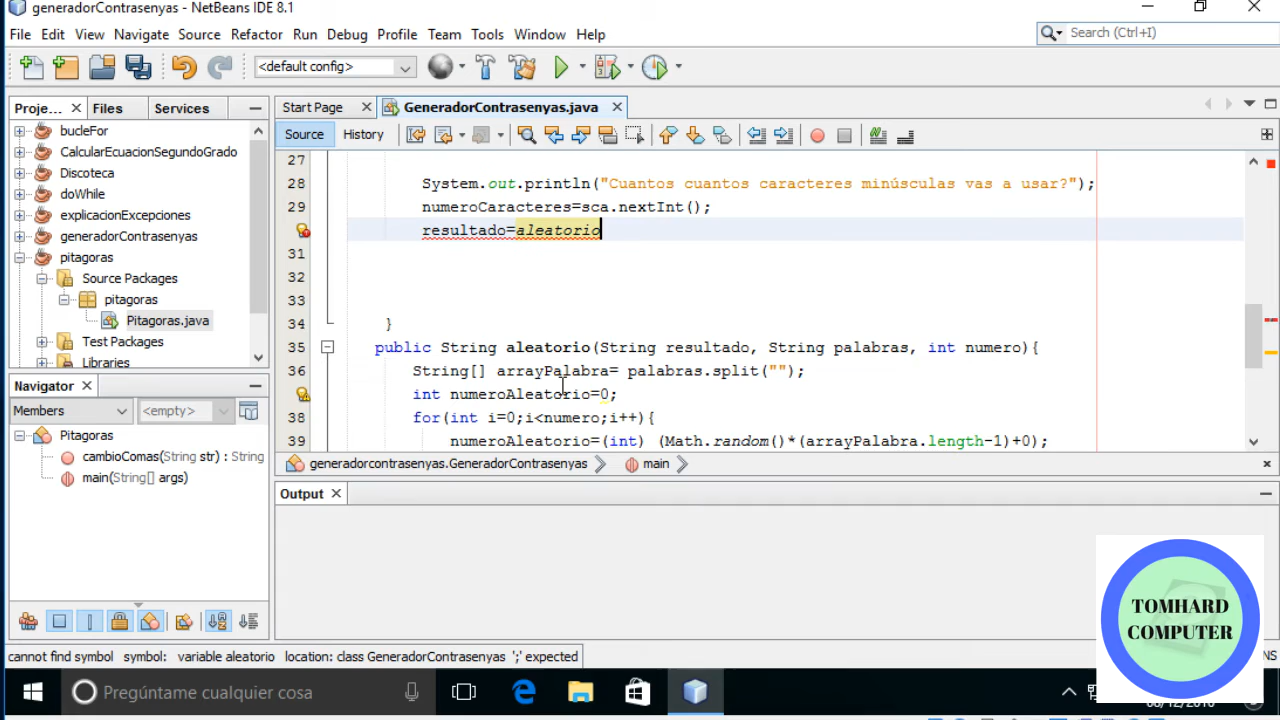 generadorContrasenyas - NetBeans IDE 8.1
File Edit View Navigate Source Refactor Run Debug Profile Team Tools Window Help
Search (Ctrl+I)
<default config>
Proje... Files Services
Start Page GeneradorContrasenyas.java
Source History
bucleFor
CalcularEcuacionSegundoGrado
Discoteca
doWhile
explicacionExcepciones
generadorContrasenyas
pitagoras
Source Packages
pitagoras
Pitagoras.java
Test Packages
Libraries
27
28 System.out.println("Cuantos cuantos caracteres minúsculas vas a usar?");
29 numeroCaracteres=sca.nextInt();
resultado=aleatorio
31
32
33
34 }
35 public String aleatorio(String resultado, String palabras, int numero){
36 String[] arrayPalabra= palabras.split("");
int numeroAleatorio=0;
38 for(int i=0;i<numero;i++){
39 numeroAleatorio=(int) (Math.random()*(arrayPalabra.length-1)+0);
generadorcontrasenyas.GeneradorContrasenyas main
Navigator
Members <empty>
Pitagoras
cambioComas(String str) : String
main(String[] args)
Output
cannot find symbol symbol: variable aleatorio location: class GeneradorContrasenyas ';' expected
NS
TOMHARD
COMPUTER
Pregúntame cualquier cosa